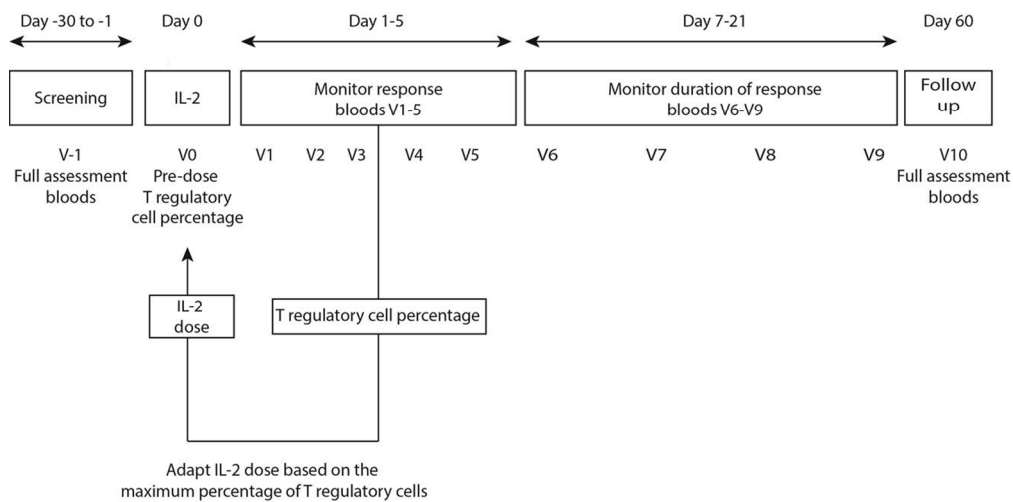 Day -30 to -1
Day 0
Day 1-5
Day 7-21
Day 60
Screening
IL-2
Monitor response
bloods V1-5
Monitor duration of response
bloods V6-V9
Follow
up
V-1
Full assessment
bloods
V0
Pre-dose
T regulatory
cell percentage
V1
V2
V3
V4
V5
V6
V7
V8
V9
V10
Full assessment
bloods
IL-2
dose
T regulatory cell percentage
Adapt IL-2 dose based on the
maximum percentage of T regulatory cells